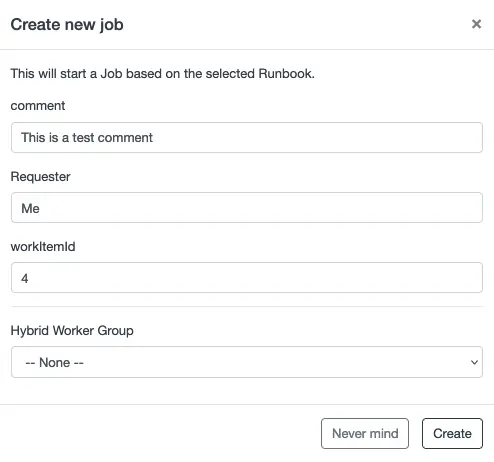 Create new job
×
This will start a Job based on the selected Runbook.
comment
This is a test comment
Requester
Me
workItemId
4
Hybrid Worker Group
-- None --
Never mind Create